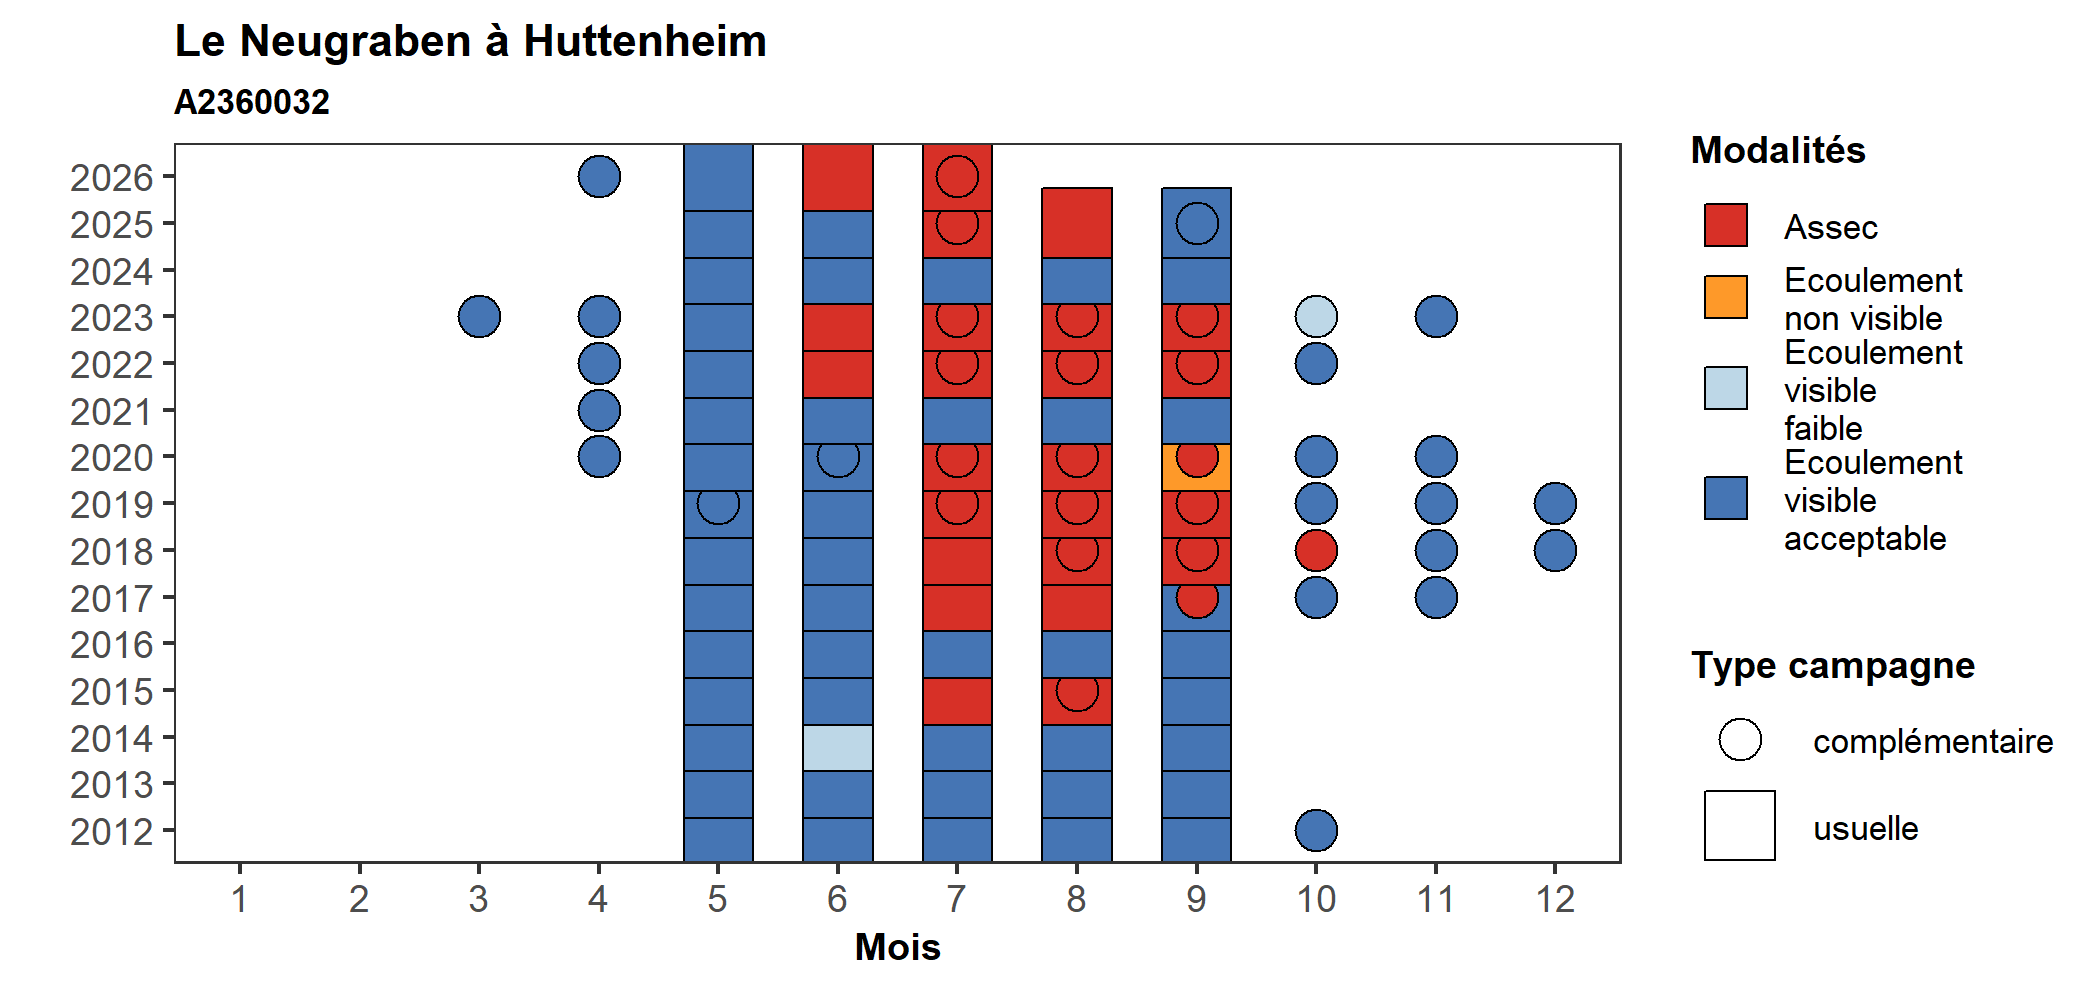 Le Neugraben à Huttenheim
A2360032
2026
2025
2024
2023
2022
2021
2020
2019
2018
2017
2016
2015
2014
2013
2012
1 2 3 4 5 6 7 8 9 10 11 12
Mois
Modalités
Assec
Ecoulement
non visible
Ecoulement
visible
faible
Ecoulement
visible
acceptable
Type campagne
complémentaire
usuelle